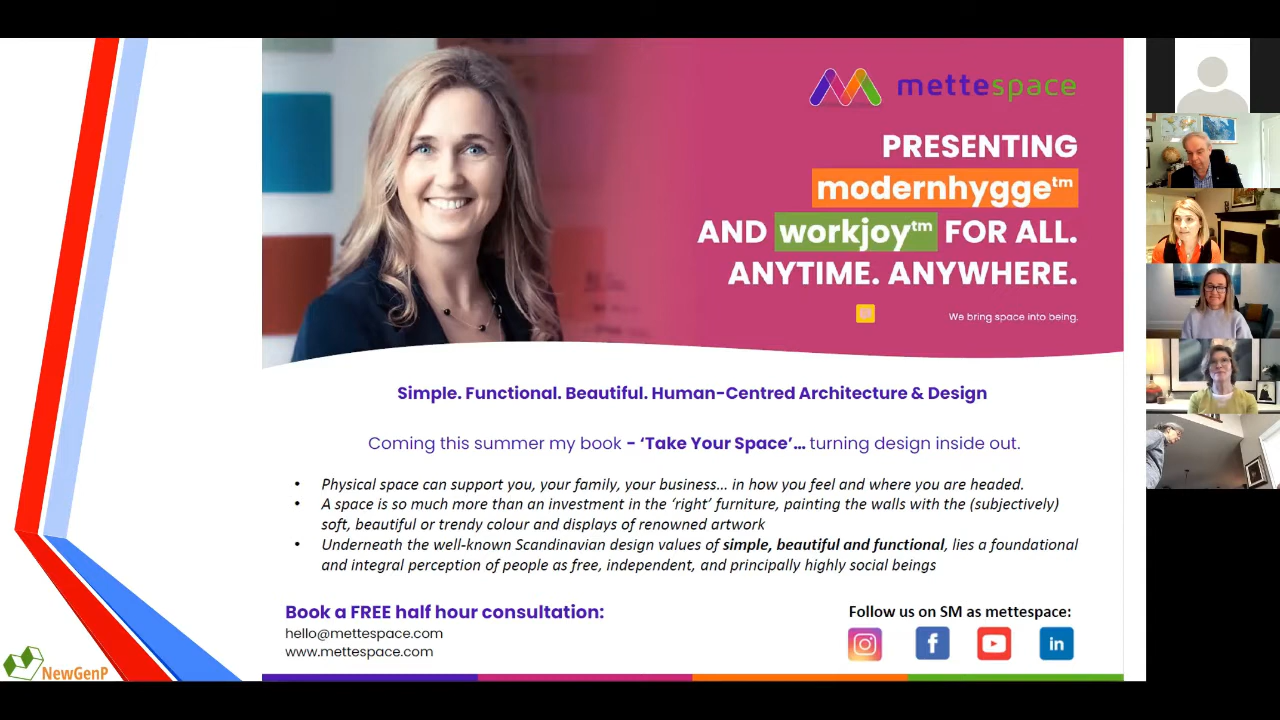 mettespace
PRESENTING
modernhygge™
AND workjoy™ FOR ALL.
ANYTIME. ANYWHERE.
We bring space into being.
Simple. Functional. Beautiful. Human-Centred Architecture & Design
Coming this summer my book - ‘Take Your Space’... turning design inside out.
• Physical space can support you, your family, your business... in how you feel and where you are headed.
• A space is so much more than an investment in the ‘right’ furniture, painting the walls with the (subjectively)
soft, beautiful or trendy colour and displays of renowned artwork
• Underneath the well-known Scandinavian design values of simple, beautiful and functional, lies a foundational
and integral perception of people as free, independent, and principally highly social beings
Book a FREE half hour consultation:
hello@mettespace.com
www.mettespace.com
Follow us on SM as mettespace:
f
in
NewGenP